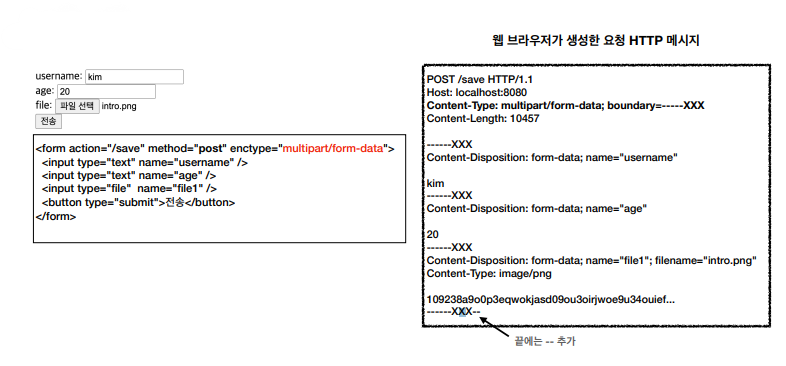 웹 브라우저가 생성한 요청 HTTP 메시지
username: kim
age: 20
file: 파일 선택 intro.png
전송
<form action="/save" method="post" enctype="multipart/form-data">
<input type="text" name="username" />
<input type="text" name="age" />
<input type="file" name="file1" />
<button type="submit">전송</button>
</form>
POST /save HTTP/1.1
Host: localhost:8080
Content-Type: multipart/form-data; boundary=-----XXX
Content-Length: 10457
------XXX
Content-Disposition: form-data; name="username"
kim
------XXX
Content-Disposition: form-data; name="age"
20
------XXX
Content-Disposition: form-data; name="file1"; filename="intro.png"
Content-Type: image/png
109238a9o0p3eqwokjasd09ou3oirjwoe9u34ouief...
------XXX--
끝에는 -- 추가